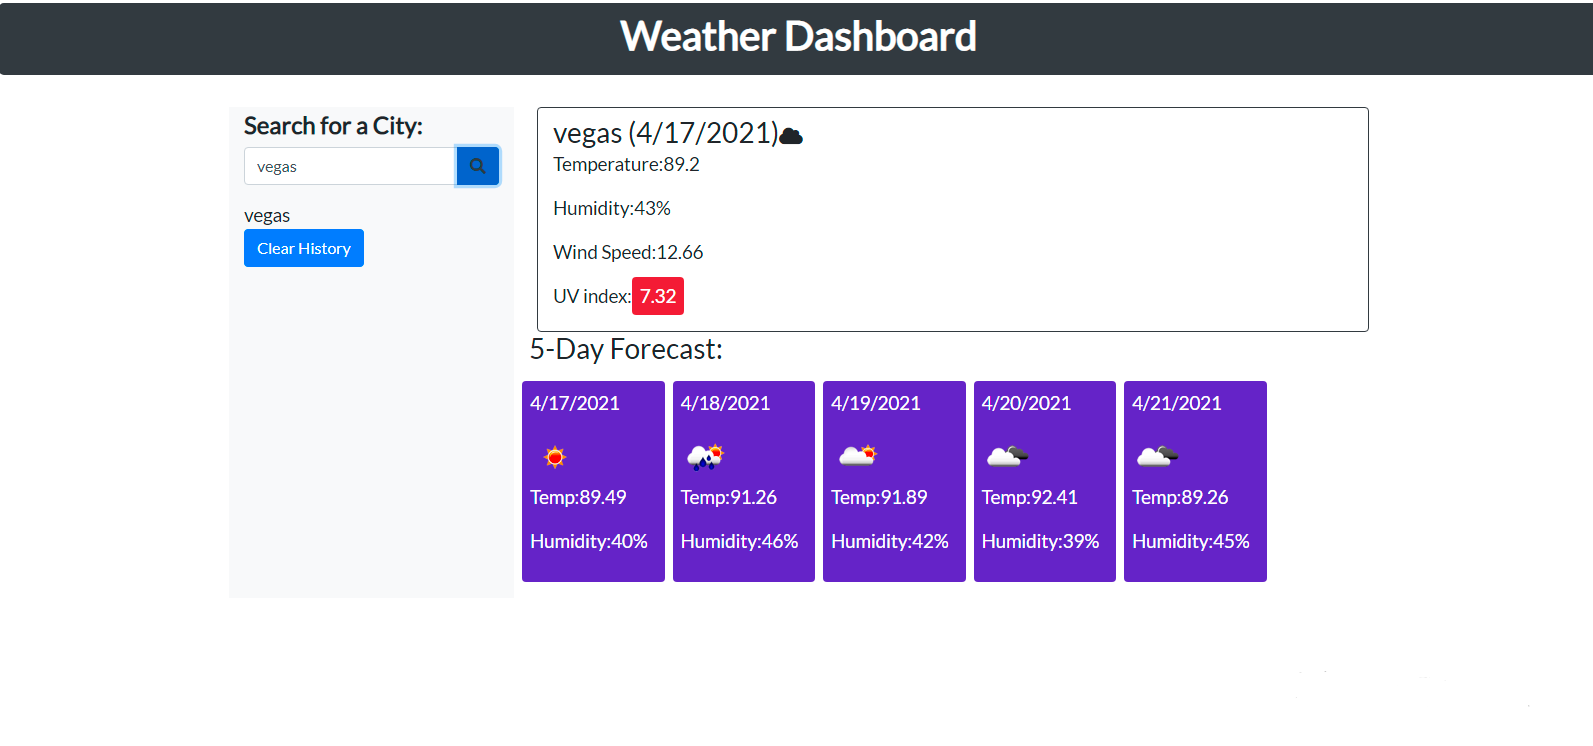 Weather Dashboard
Search for a City:
vegas
vegas
Clear History
vegas (4/17/2021)
Temperature:89.2
Humidity:43%
Wind Speed:12.66
UV index:7.32
5-Day Forecast:
4/17/2021
Temp:89.49
Humidity:40%
4/18/2021
Temp:91.26
Humidity:46%
4/19/2021
Temp:91.89
Humidity:42%
4/20/2021
Temp:92.41
Humidity:39%
4/21/2021
Temp:89.26
Humidity:45%